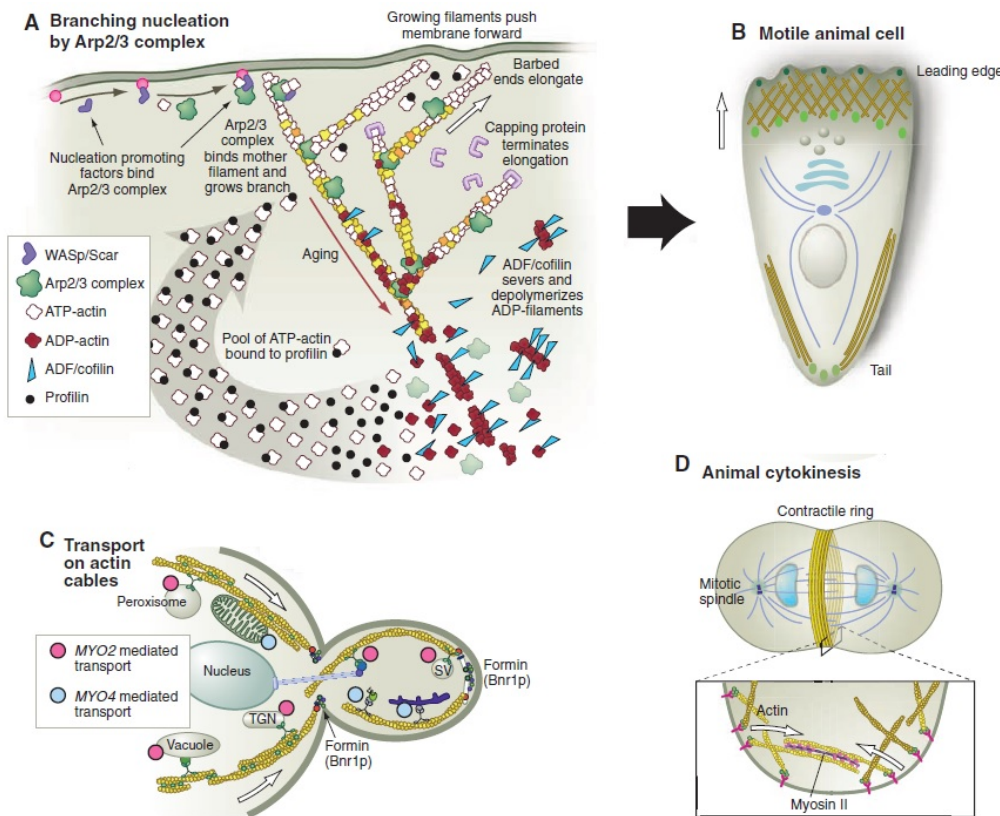 A Branching nucleation
by Arp2/3 complex
Growing filaments push
membrane forward
Barbed
ends elongate
Nucleation promoting
factors bind
Arp2/3 complex
Arp2/3
complex
binds mother
filament and
grows branch
Capping protein
terminates
elongation
Aging
ADF/cofilin
severs and
depolymerizes
ADP-filaments
Pool of ATP-actin
bound to profilin
WASp/Scar
Arp2/3 complex
ATP-actin
ADP-actin
ADF/cofilin
Profilin
B Motile animal cell
Leading edge
Tail
C Transport
on actin
cables
Peroxisome
MYO2 mediated
transport
MYO4 mediated
transport
Nucleus
TGN
Vacuole
SV
Formin
(Bnr1p)
Formin
(Bnr1p)
D Animal cytokinesis
Contractile ring
Mitotic
spindle
Actin
Myosin II